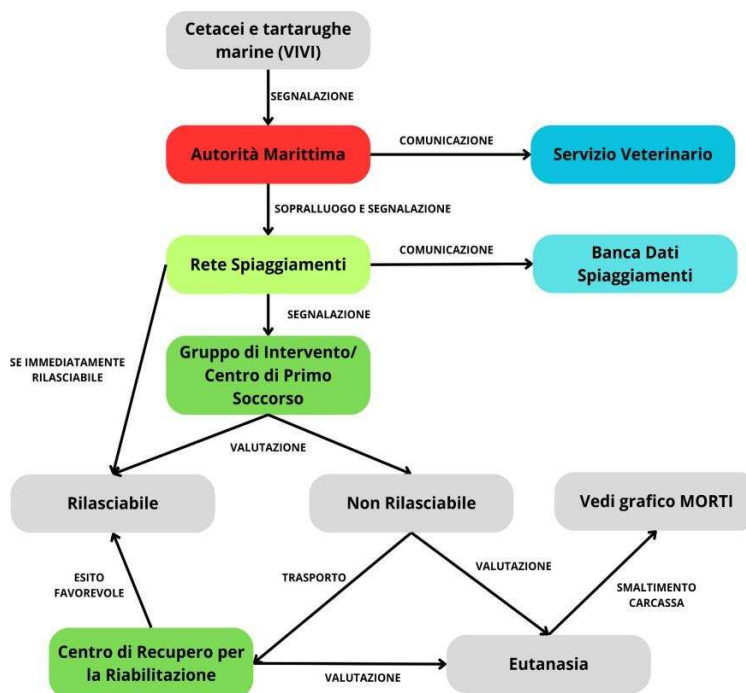 Cetacei e tartarughe
marine (VIVI)
SEGNALAZIONE
Autorità Marittima
COMUNICAZIONE
Servizio Veterinario
SOPRALLUOGO E SEGNALAZIONE
Rete Spiaggiamenti
COMUNICAZIONE
Banca Dati
Spiaggiamenti
SEGNALAZIONE
Gruppo di Intervento/
Centro di Primo
Soccorso
SE IMMEDIATAMENTE
RILASCIABILE
VALUTAZIONE
Rilasciabile
Non Rilasciabile
Vedi grafico MORTI
ESITO
FAVOREVOLE
TRASPORTO
VALUTAZIONE
SMALTIMENTO
CARCASSA
Centro di Recupero per
la Riabilitazione
VALUTAZIONE
Eutanasia